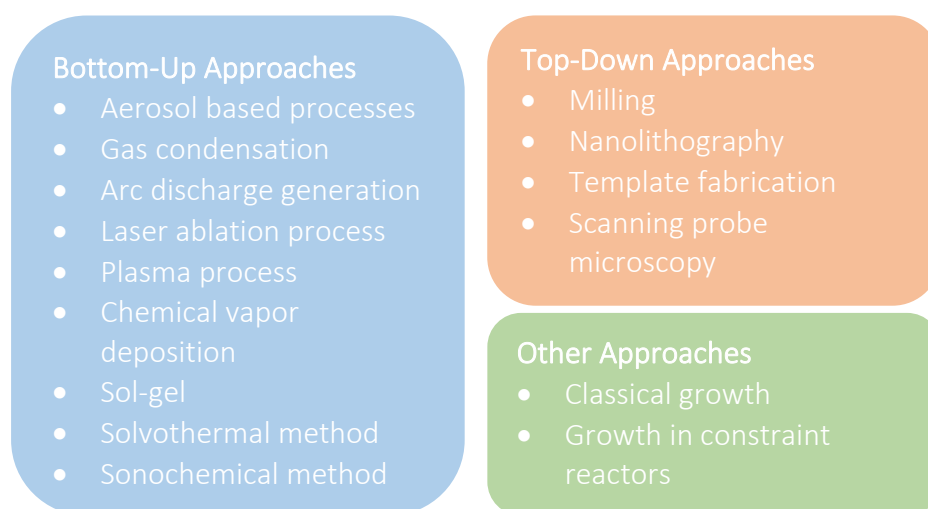 Bottom-Up Approaches
• Aerosol based processes
• Gas condensation
• Arc discharge generation
• Laser ablation process
• Plasma process
• Chemical vapor
deposition
• Sol-gel
• Solvothermal method
• Sonochemical method
Top-Down Approaches
• Milling
• Nanolithography
• Template fabrication
• Scanning probe
microscopy
Other Approaches
• Classical growth
• Growth in constraint
reactors